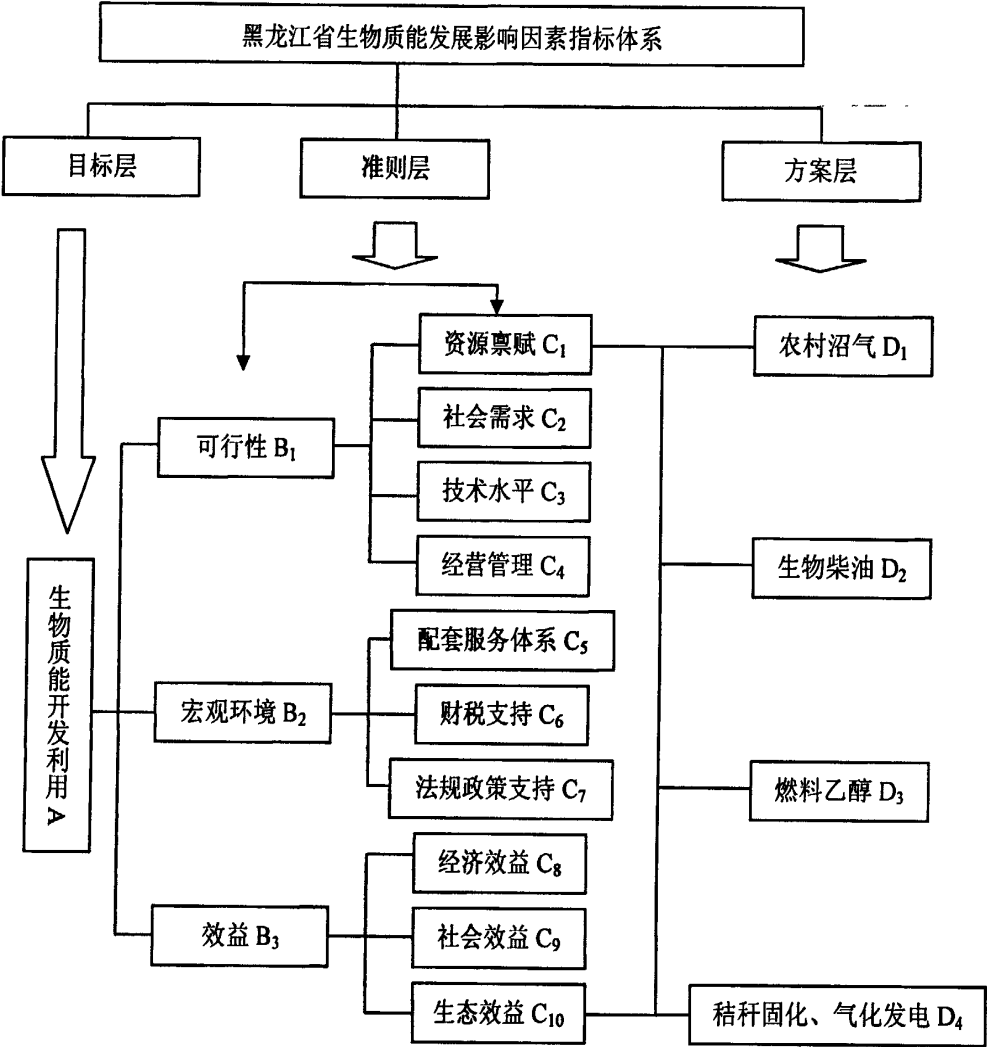 黑龙江省生物质能发展影响因素指标体系
目标层
准则层
方案层
资源禀赋 C₁
农村沼气 D₁
社会需求 C₂
可行性 B₁
技术水平 C₃
经营管理 C₄
生物柴油 D₂
生物质能开发利用 A
配套服务体系 C₅
宏观环境 B₂
财税支持 C₆
法规政策支持 C₇
燃料乙醇 D₃
经济效益 C₈
效益 B₃
社会效益 C₉
生态效益 C₁₀
秸秆固化、气化发电 D₄